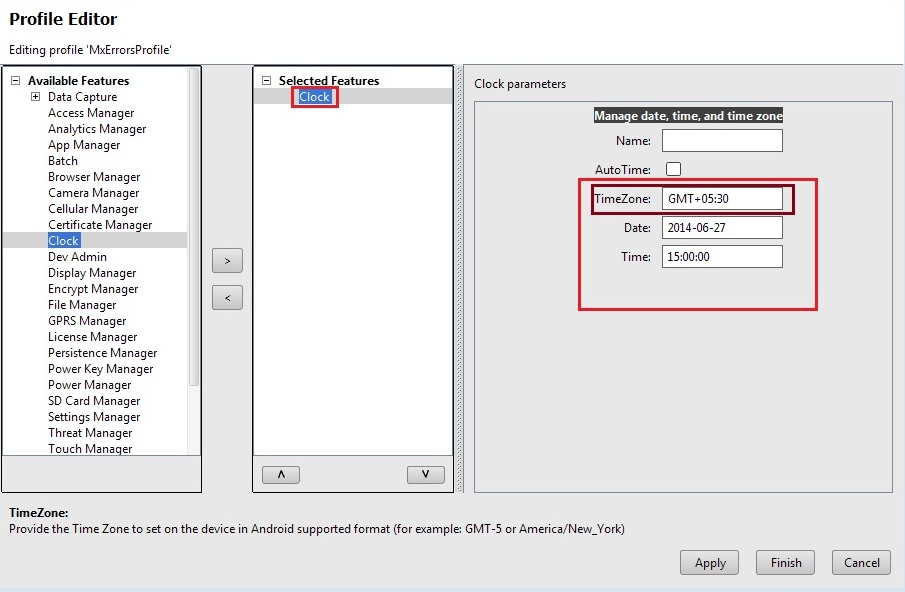 Profile Editor
Editing profile 'MxErrorsProfile'
Available Features
Data Capture
Access Manager
Analytics Manager
App Manager
Batch
Browser Manager
Camera Manager
Cellular Manager
Certificate Manager
Clock
Dev Admin
Display Manager
Encrypt Manager
File Manager
GPRS Manager
License Manager
Persistence Manager
Power Key Manager
Power Manager
SD Card Manager
Settings Manager
Threat Manager
Touch Manager
>
<
Selected Features
Clock
Λ
V
Clock parameters
Manage date, time, and time zone
Name:
AutoTime:
TimeZone: GMT+05:30
Date: 2014-06-27
Time: 15:00:00
TimeZone:
Provide the Time Zone to set on the device in Android supported format (for example: GMT-5 or America/New_York)
Apply Finish Cancel